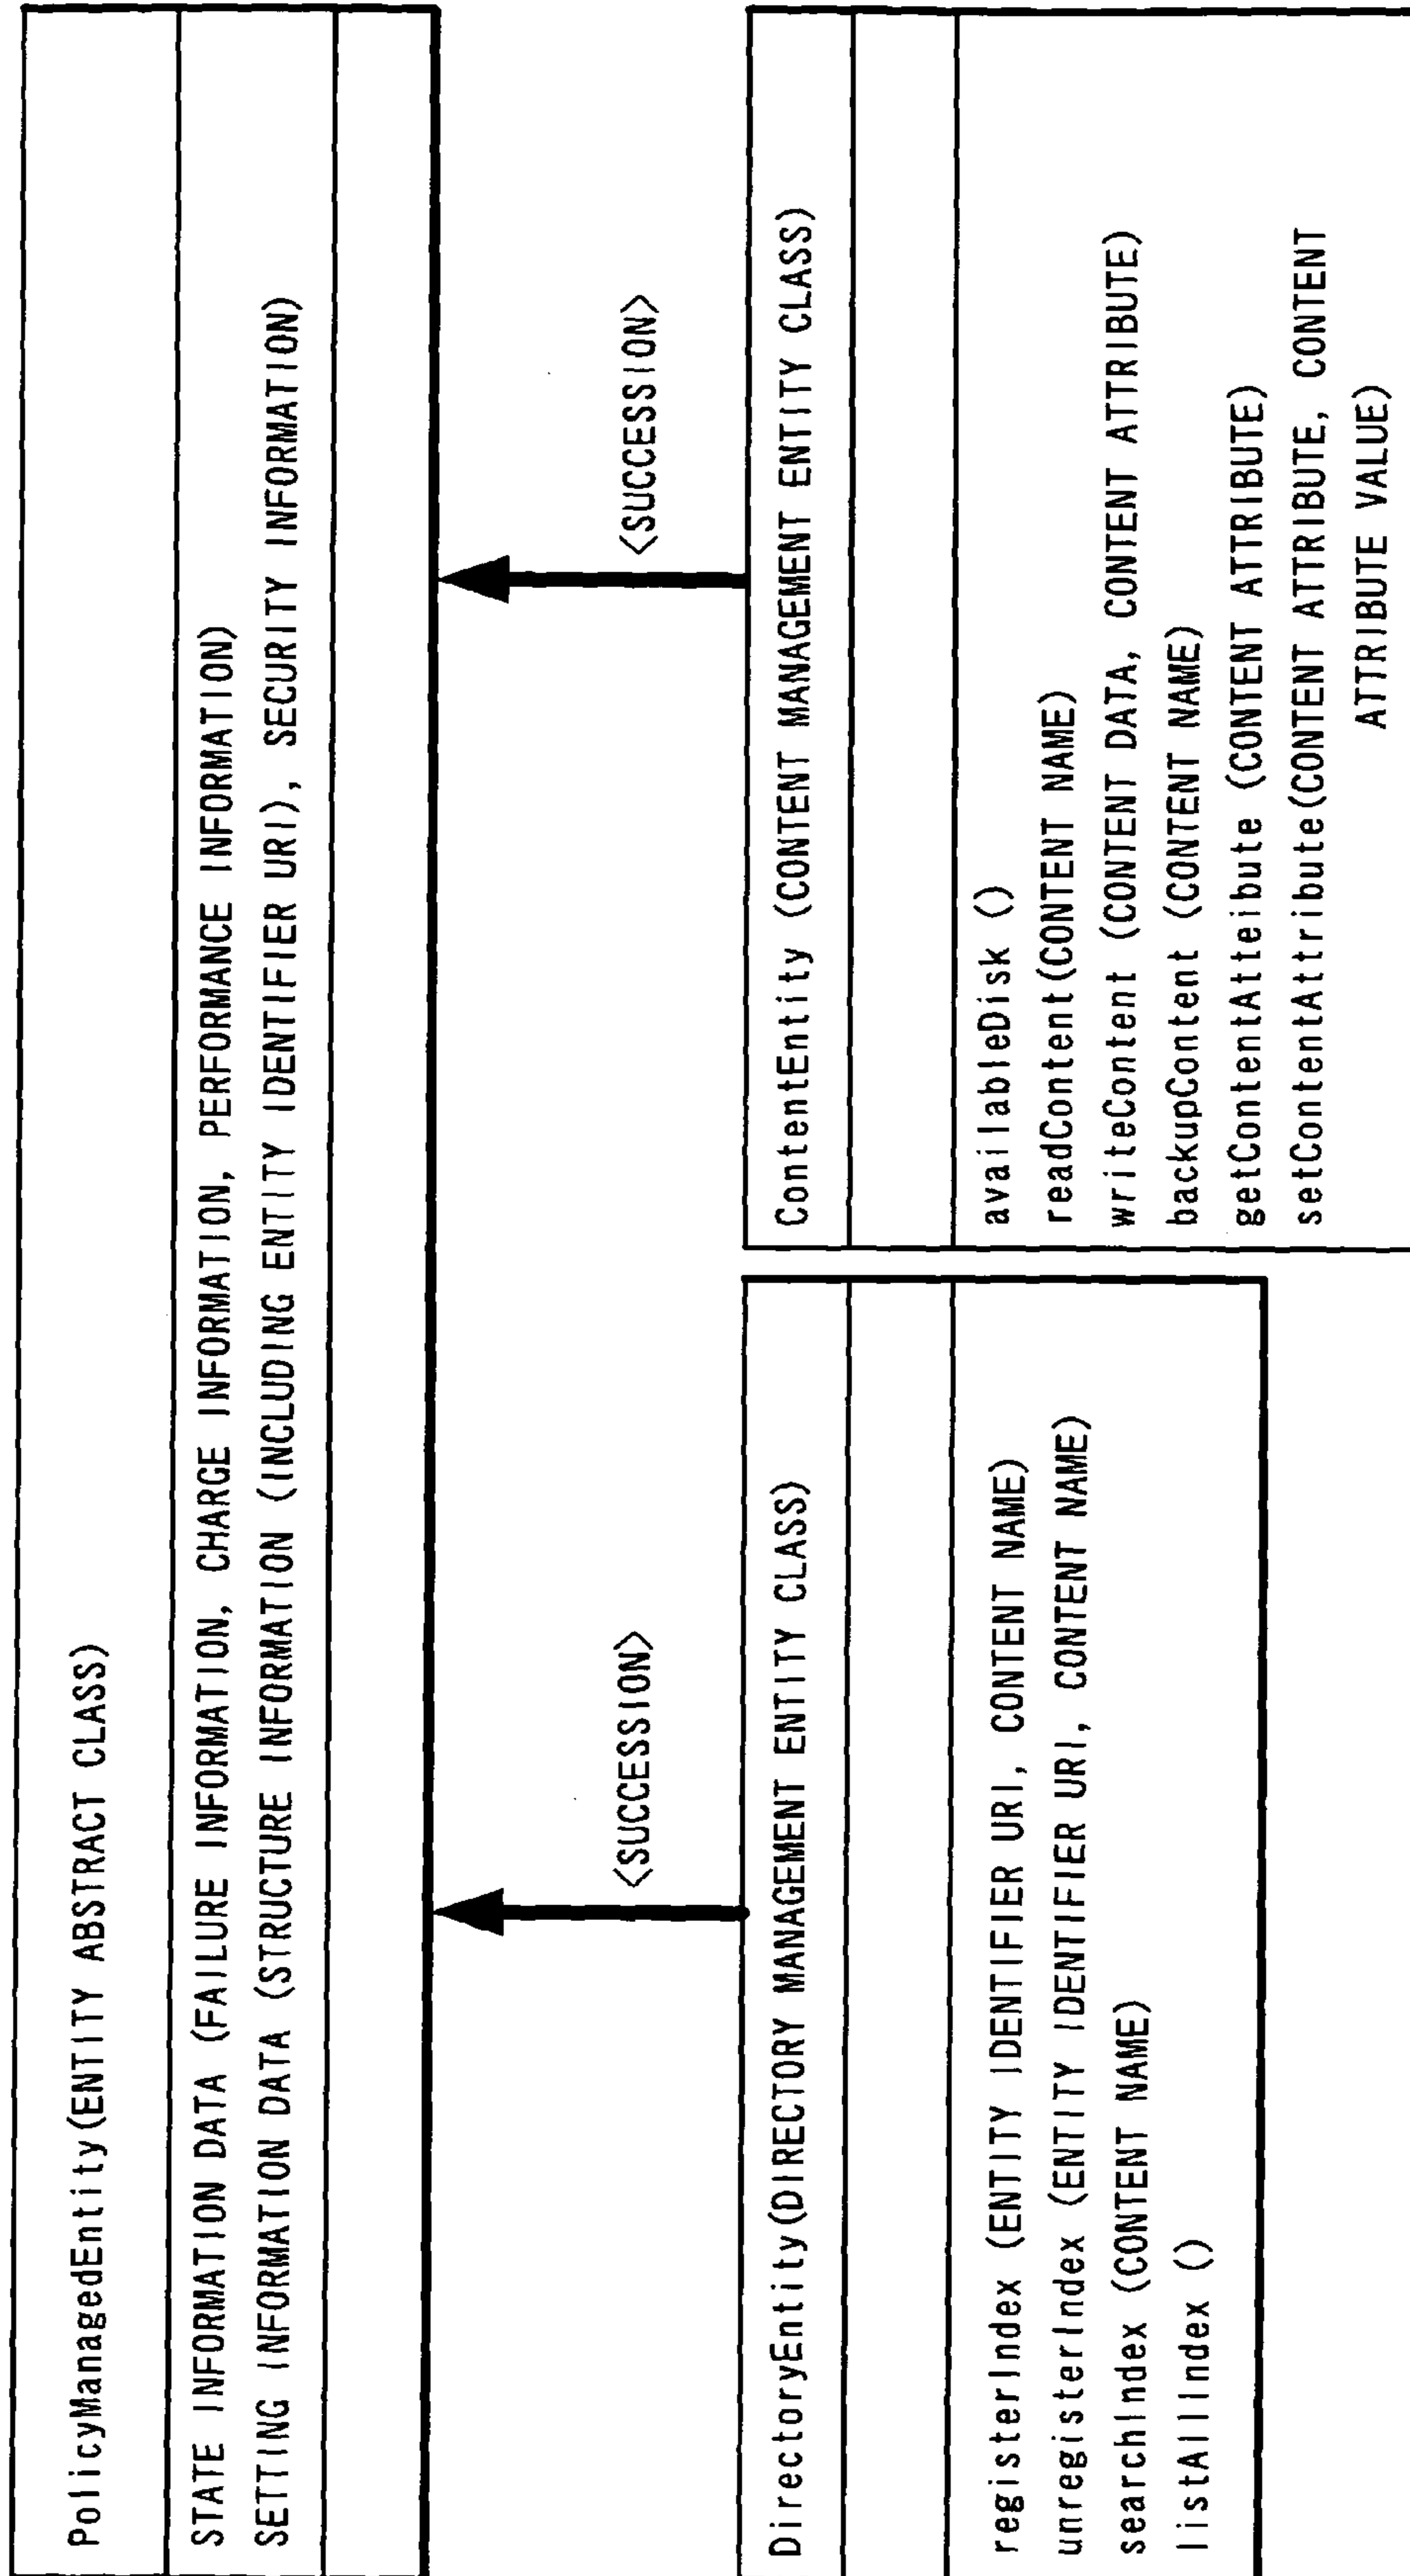 PolicyManagedEntity(ENTITY ABSTRACT CLASS)
STATE INFORMATION DATA (FAILURE INFORMATION, CHARGE INFORMATION, PERFORMANCE INFORMATION)
SETTING INFORMATION DATA (STRUCTURE INFORMATION (INCLUDING ENTITY IDENTIFIER URI), SECURITY INFORMATION)
<SUCCESSION>
<SUCCESSION>
DirectoryEntity(DIRECTORY MANAGEMENT ENTITY CLASS)
registerIndex (ENTITY IDENTIFIER URI, CONTENT NAME)
unregisterIndex (ENTITY IDENTIFIER URI, CONTENT NAME)
searchIndex (CONTENT NAME)
listAllIndex ()
ContentEntity (CONTENT MANAGEMENT ENTITY CLASS)
availableDisk ()
readContent(CONTENT NAME)
writeContent (CONTENT DATA, CONTENT ATTRIBUTE)
backupContent (CONTENT NAME)
getContentAtteibute (CONTENT ATTRIBUTE)
setContentAttribute(CONTENT ATTRIBUTE, CONTENT
ATTRIBUTE VALUE)